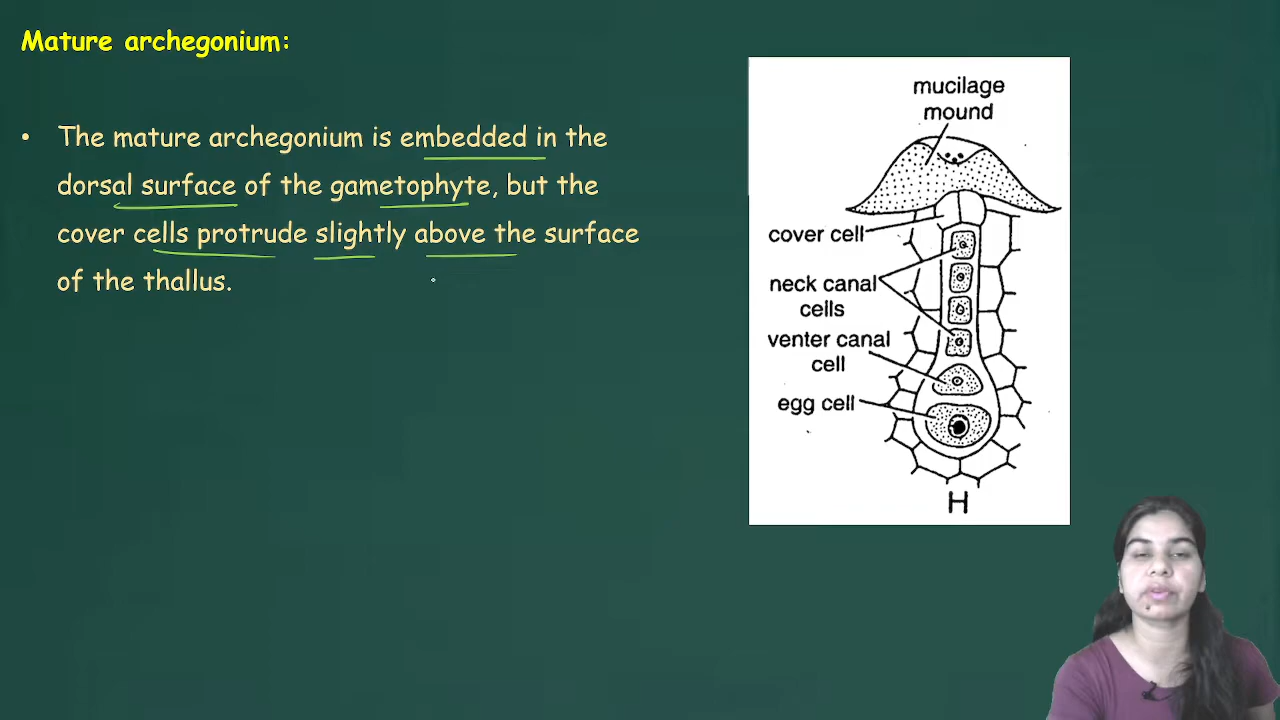 Mature archegonium:
• The mature archegonium is embedded in the
dorsal surface of the gametophyte, but the
cover cells protrude slightly above the surface
of the thallus.
mucilage
mound
cover cell
neck canal
cells
venter canal
cell
egg cell
H